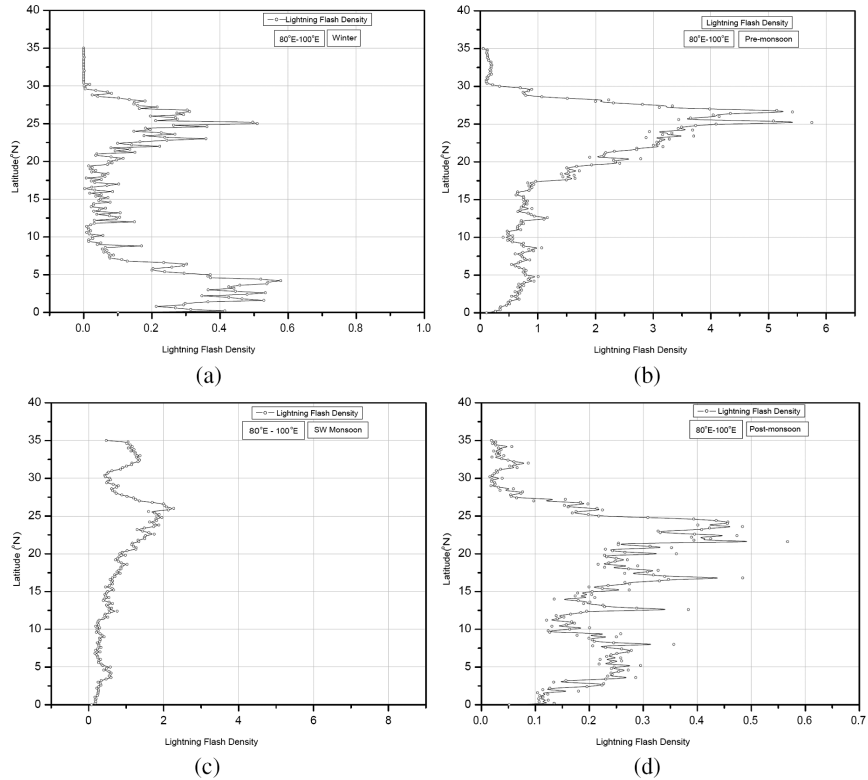 40
35
30
25
20
15
10
5
0
Latitude(°N)
—o— Lightning Flash Density
80°E-100°E Winter
0.0 0.2 0.4 0.6 0.8 1.0
Lightning Flash Density
(a)
40
35
30
25
20
15
10
5
0
Latitude(°N)
Lightning Flash Density
80°E-100°E Pre-monsoon
0 1 2 3 4 5 6
Lightning Flash Density
(b)
40
35
30
25
20
15
10
5
0
Latitude (°N)
—o— Lightning Flash Density
80°E - 100°E SW Monsoon
0 2 4 6 8
Lightning Flash Density
(c)
40
35
30
25
20
15
10
5
0
Latitude (°N)
—o— Lightning Flash Density
80°E-100°E Post-monsoon
0.0 0.1 0.2 0.3 0.4 0.5 0.6 0.7
Lightning Flash Density
(d)